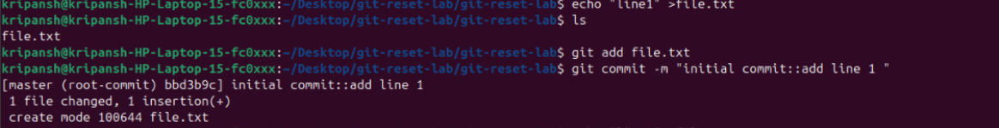 kripansh@kripansh-HP-Laptop-15-fc0xxx:~/Desktop/git-reset-lab/git-reset-lab$ echo "line1" >file.txt
kripansh@kripansh-HP-Laptop-15-fc0xxx:~/Desktop/git-reset-lab/git-reset-lab$ ls
file.txt
kripansh@kripansh-HP-Laptop-15-fc0xxx:~/Desktop/git-reset-lab/git-reset-lab$ git add file.txt
kripansh@kripansh-HP-Laptop-15-fc0xxx:~/Desktop/git-reset-lab/git-reset-lab$ git commit -m "initial commit::add line 1 "
[master (root-commit) bbd3b9c] initial commit::add line 1
 1 file changed, 1 insertion(+)
 create mode 100644 file.txt